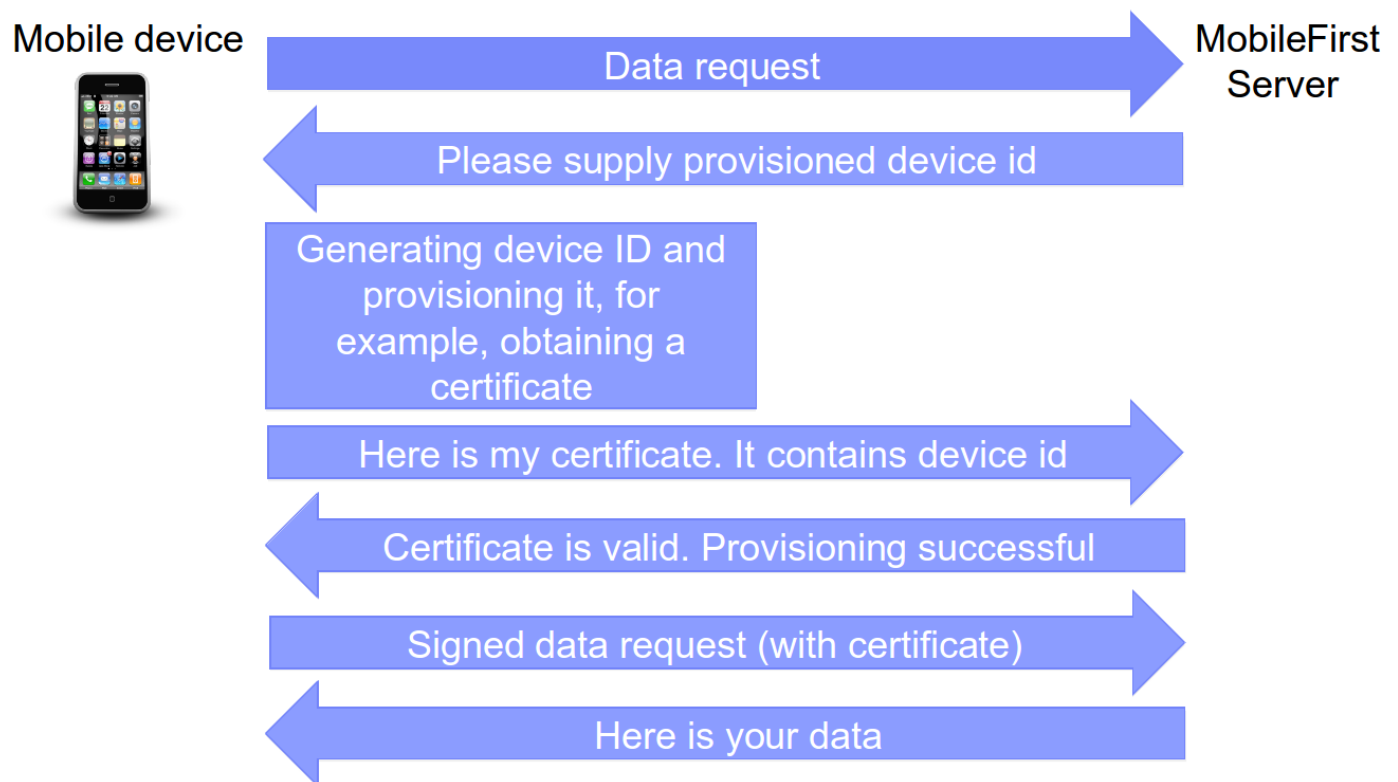 Mobile device
Data request
MobileFirst
Server
Please supply provisioned device id
Generating device ID and
provisioning it, for
example, obtaining a
certificate
Here is my certificate. It contains device id
Certificate is valid. Provisioning successful
Signed data request (with certificate)
Here is your data